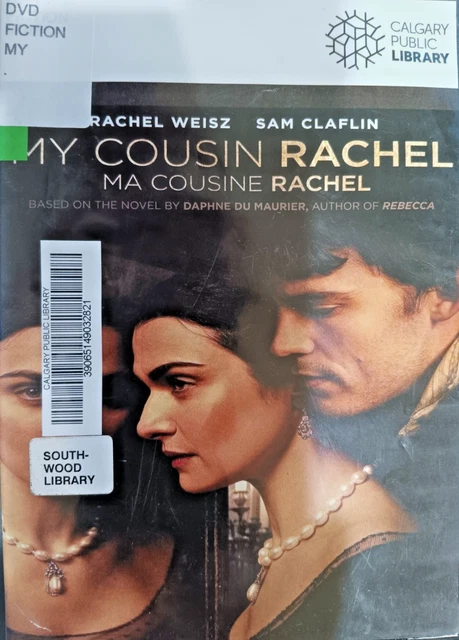 DVD
FICTION
MY
CALGARY
PUBLIC
LIBRARY
RACHEL WEISZ SAM CLAFLIN
MY COUSIN RACHEL
MA COUSINE RACHEL
BASED ON THE NOVEL BY DAPHNE DU MAURIER, AUTHOR OF REBECCA
CALGARY PUBLIC LIBRARY
39065149032821
SOUTH-
WOOD
LIBRARY